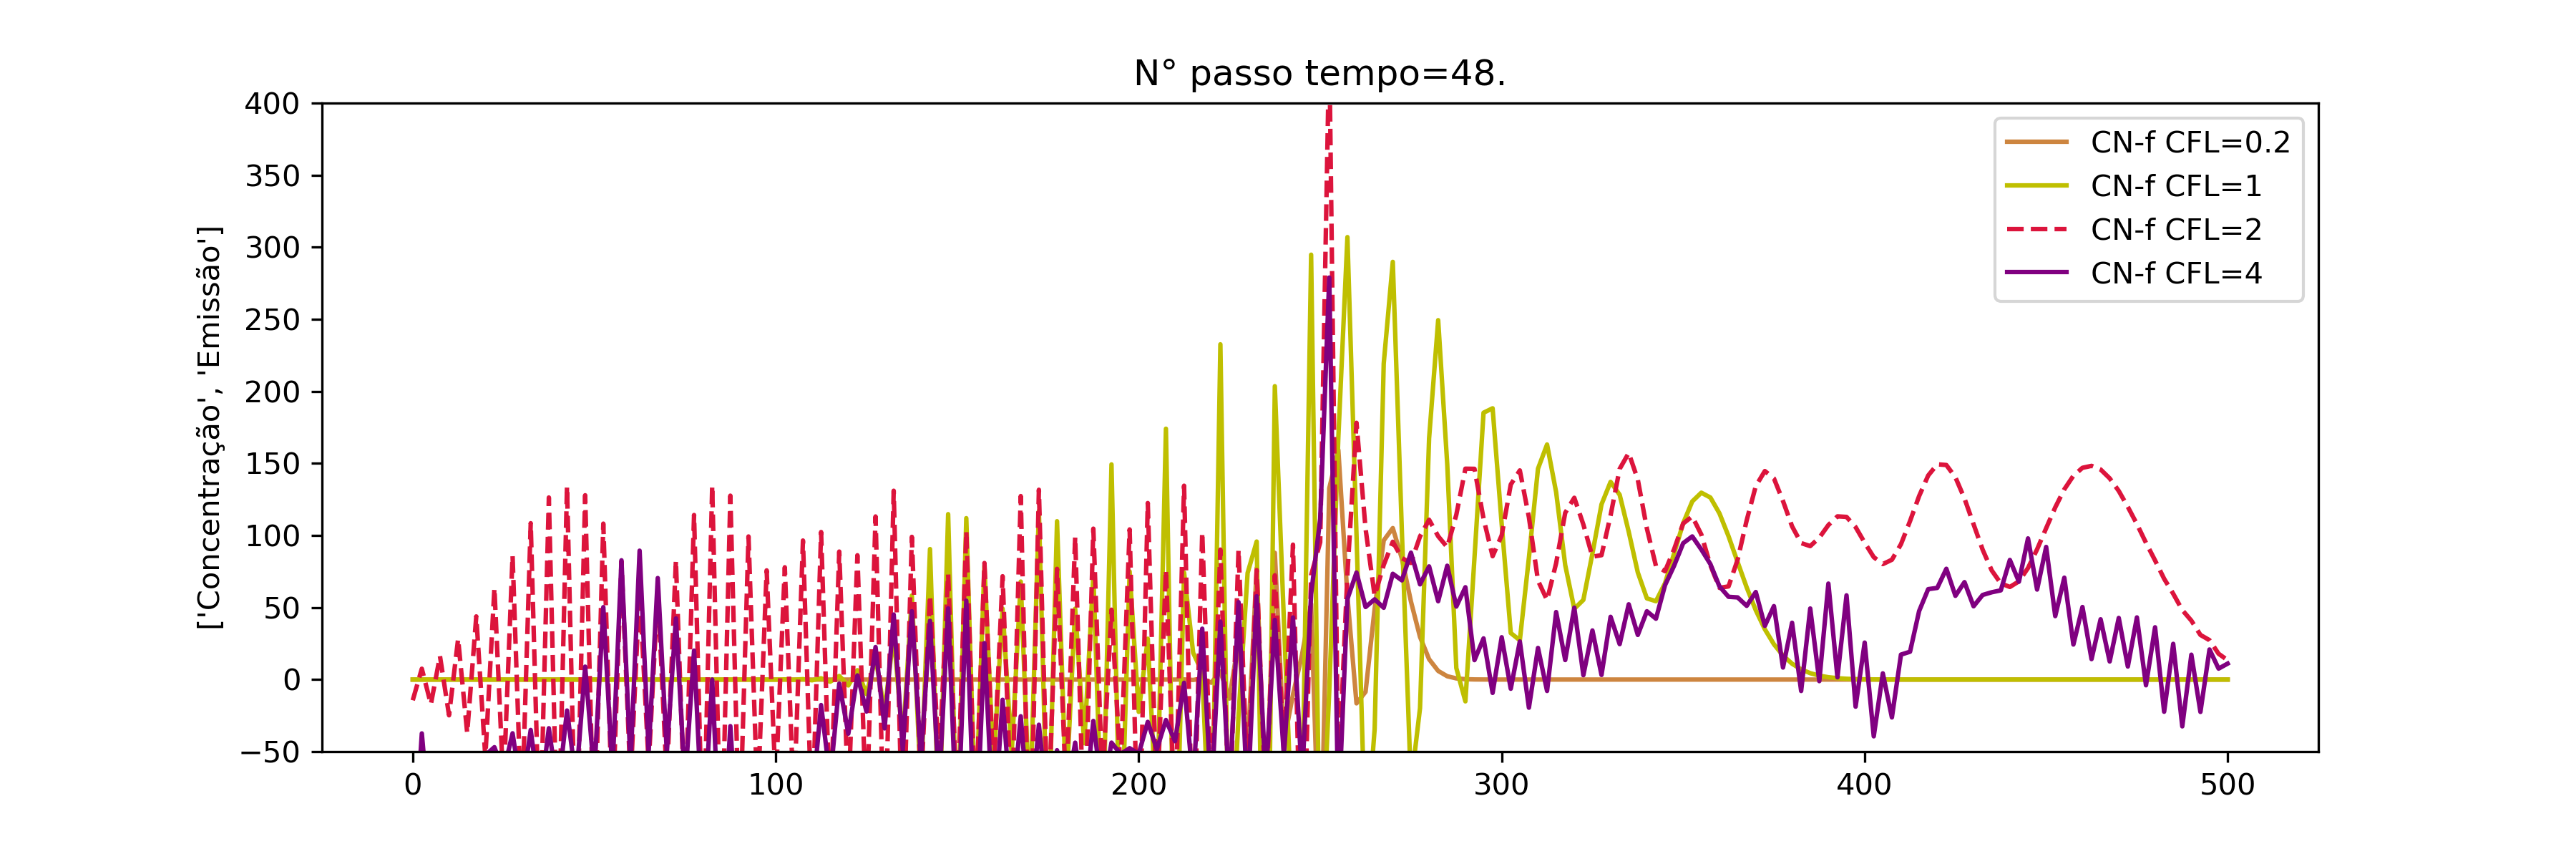 N° passo tempo=48.
['Concentração', 'Emissão']
400
350
300
250
200
150
100
50
0
−50
0 100 200 300 400 500
CN-f CFL=0.2
CN-f CFL=1
CN-f CFL=2
CN-f CFL=4